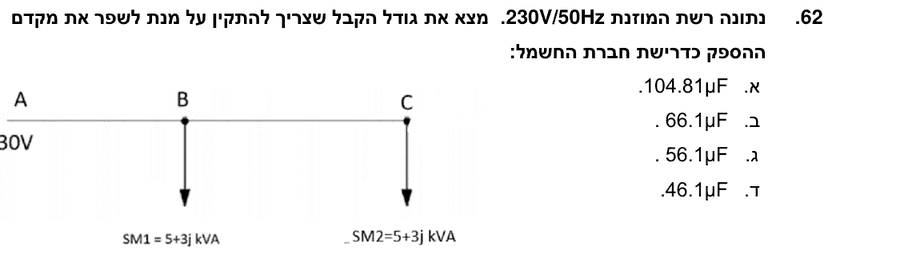 62. נתונה רשת המוזנת 230V/50Hz. מצא את גודל הקבל שצריך להתקין על מנת לשפר את מקדם
ההספק כדרישת חברת החשמל:
א. 104.81µF.
ב. 66.1µF .
ג. 56.1µF .
ד. 46.1µF.
A B C
30V
SM1 = 5+3j kVA
_SM2=5+3j kVA